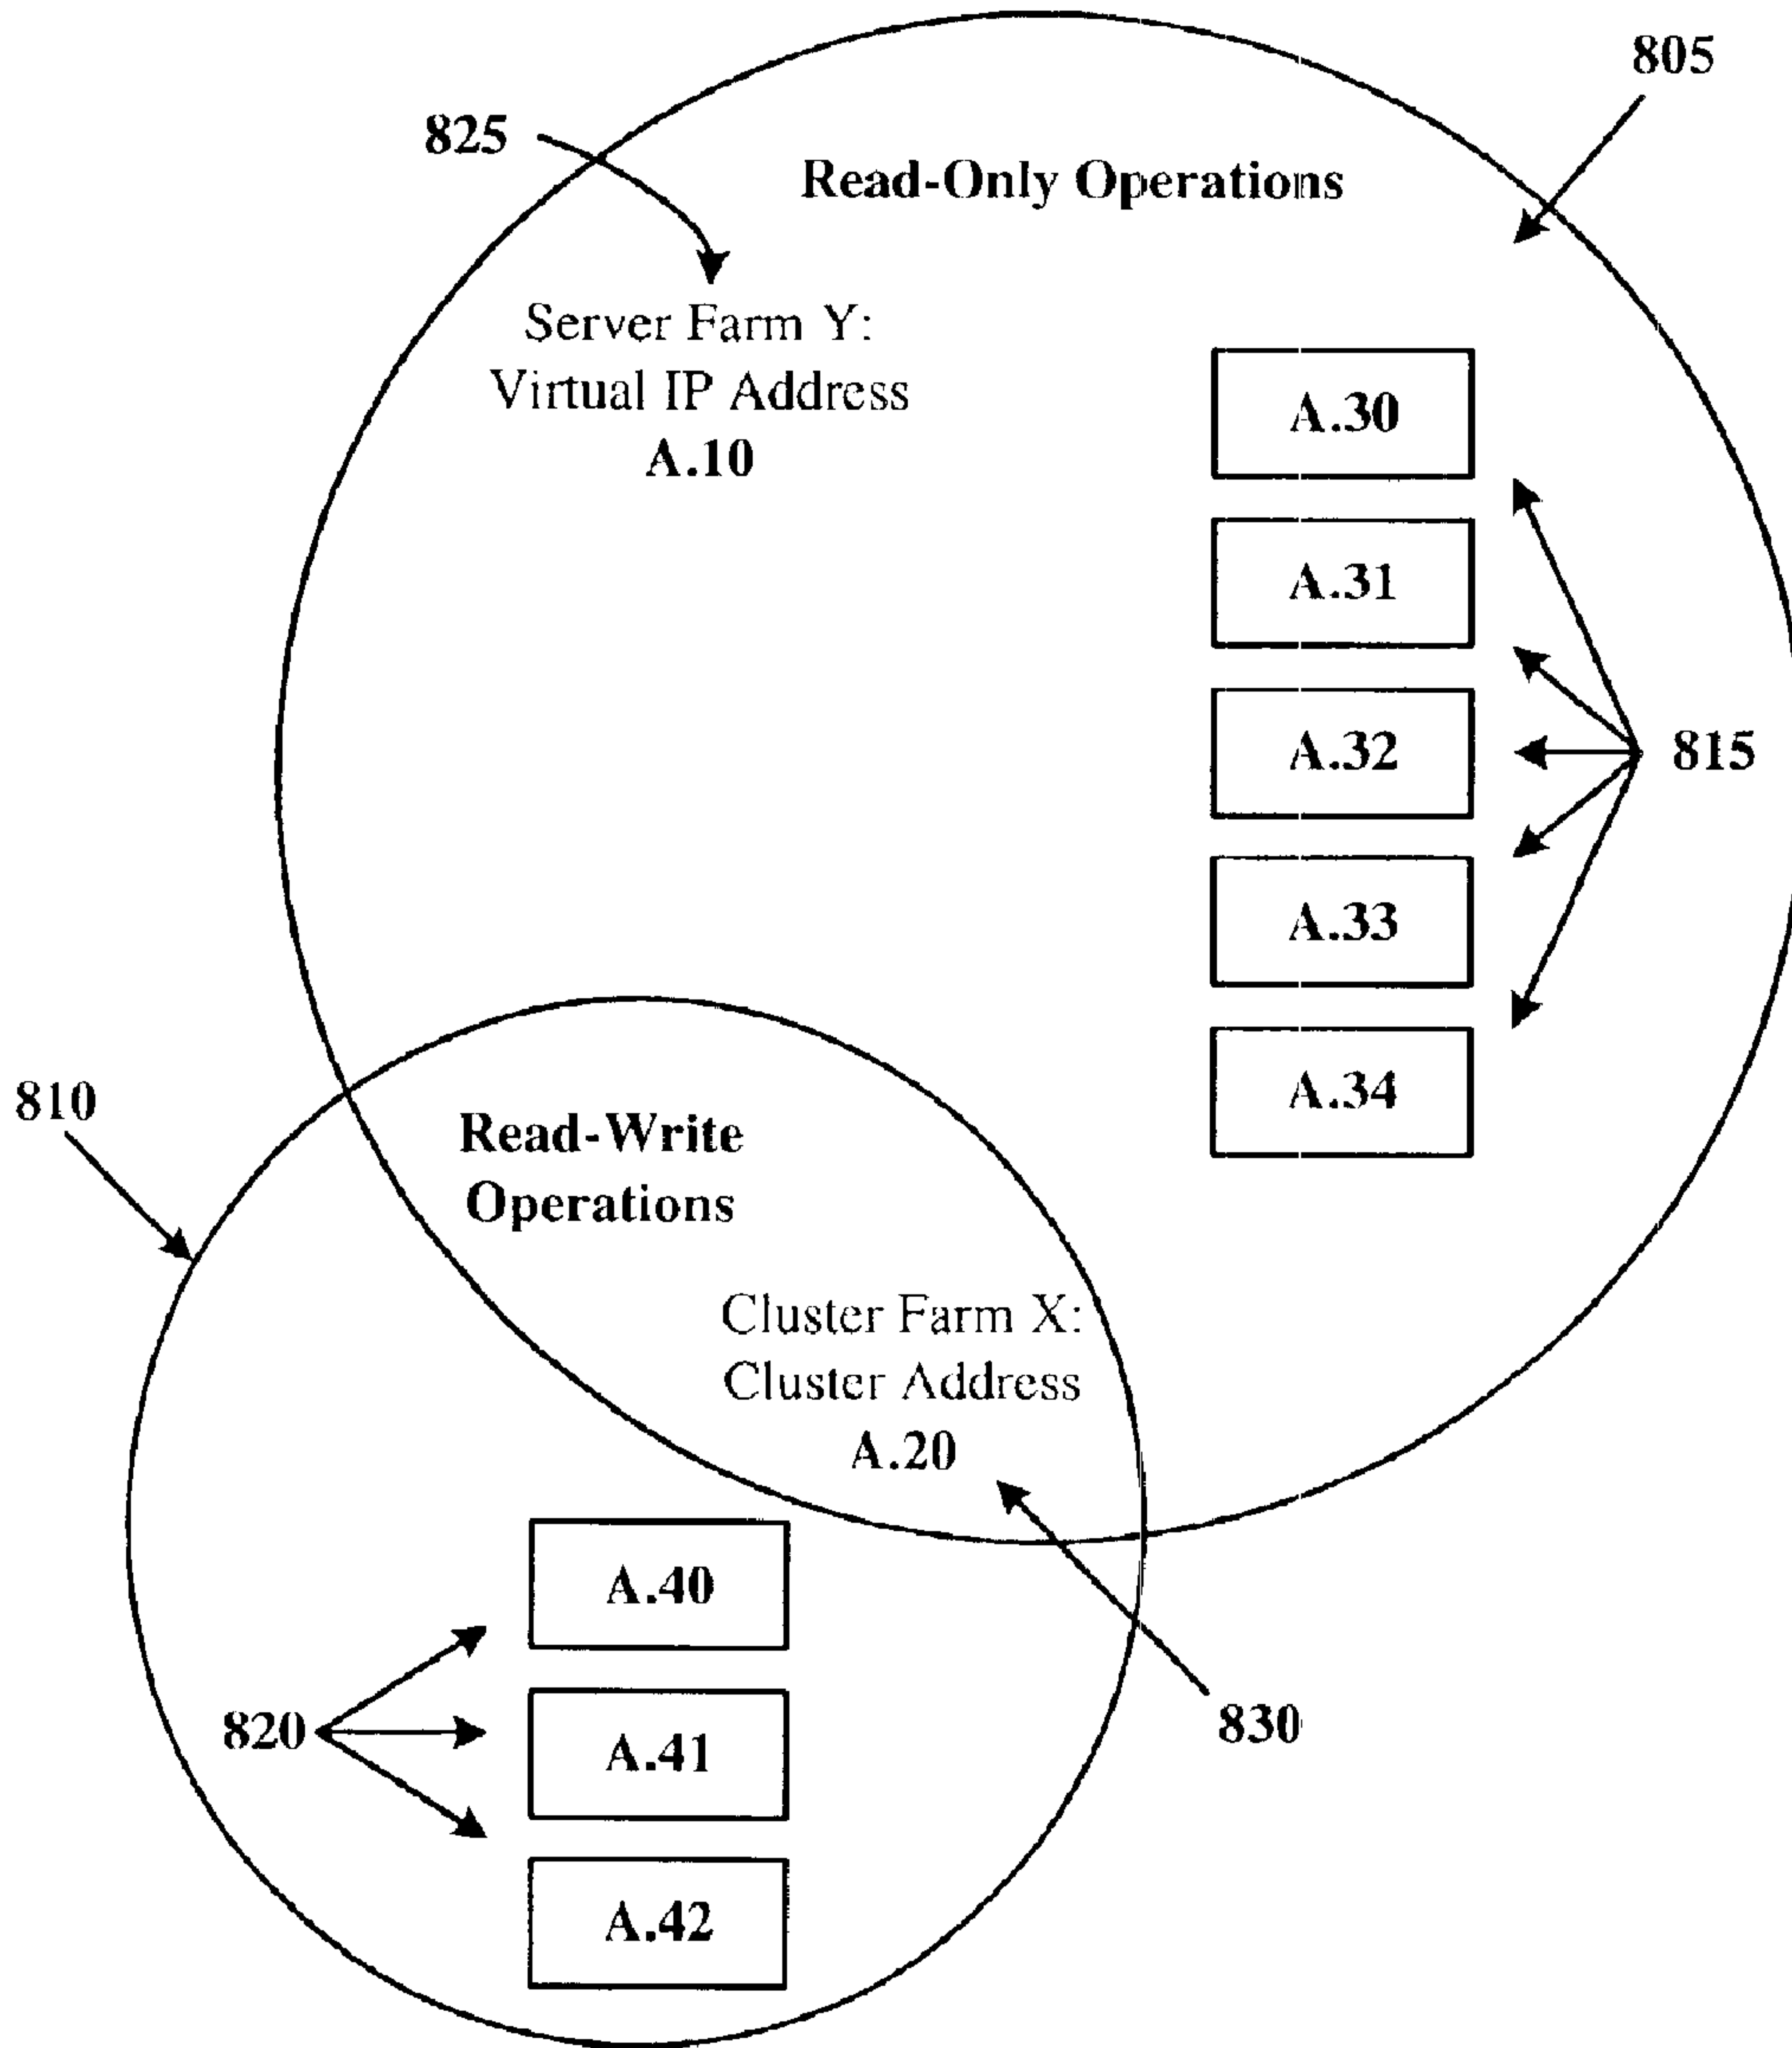 805
825
Read-Only Operations
Server Farm Y:
Virtual IP Address
A.10
A.30
A.31
A.32
815
A.33
A.34
810
Read-Write
Operations
Cluster Farm X:
Cluster Address
A.20
A.40
820
A.41
830
A.42